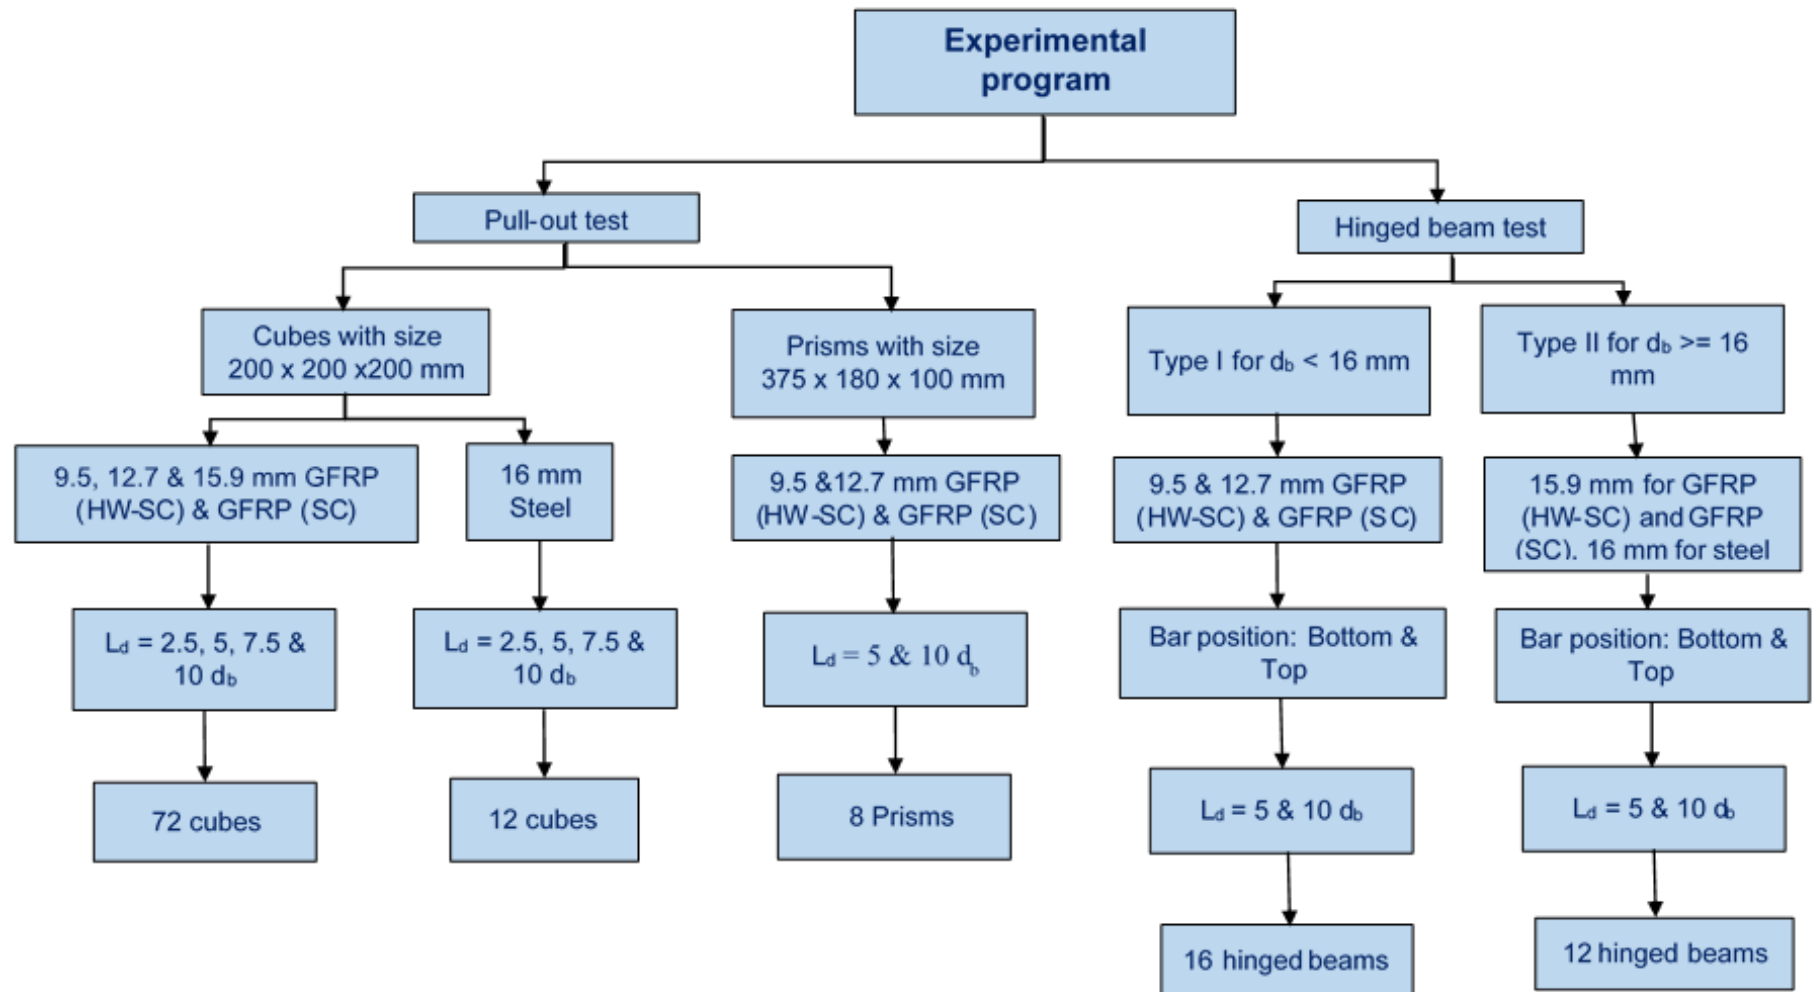 Experimental
program
Pull-out test
Hinged beam test
Cubes with size
200 x 200 x200 mm
Prisms with size
375 x 180 x 100 mm
Type I for db < 16 mm
Type II for db >= 16
mm
9.5, 12.7 & 15.9 mm GFRP
(HW-SC) & GFRP (SC)
16 mm
Steel
9.5 &12.7 mm GFRP
(HW-SC) & GFRP (SC)
9.5 & 12.7 mm GFRP
(HW-SC) & GFRP (SC)
15.9 mm for GFRP
(HW-SC) and GFRP
(SC). 16 mm for steel
Ld = 2.5, 5, 7.5 &
10 db
Ld = 2.5, 5, 7.5 &
10 db
Ld = 5 & 10 db
Bar position: Bottom &
Top
Bar position: Bottom &
Top
72 cubes
12 cubes
8 Prisms
Ld = 5 & 10 db
Ld = 5 & 10 db
16 hinged beams
12 hinged beams